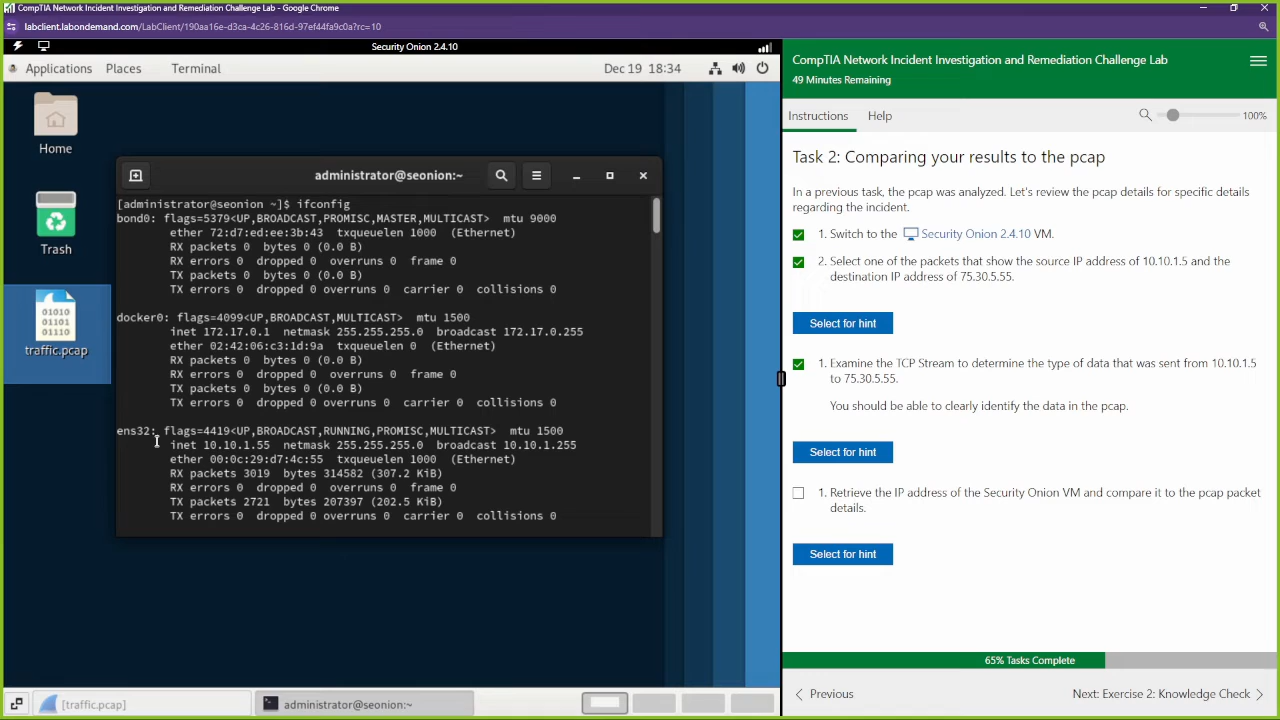 CompTIA Network Incident Investigation and Remediation Challenge Lab - Google Chrome
labclient.labondemand.com/LabClient/190aa16e-d3ca-4c26-816d-97ef44fa9c0a?rc=10
Security Onion 2.4.10
Applications Places Terminal Dec 19 18:34
Home
Trash
01010
01101
01110
traffic.pcap
administrator@seonion:~
[administrator@seonion ~]$ ifconfig
bond0: flags=5379<UP,BROADCAST,PROMISC,MASTER,MULTICAST>  mtu 9000
ether 72:d7:ed:ee:3b:43  txqueuelen 1000  (Ethernet)
RX packets 0  bytes 0 (0.0 B)
RX errors 0  dropped 0  overruns 0  frame 0
TX packets 0  bytes 0 (0.0 B)
TX errors 0  dropped 0 overruns 0  carrier 0  collisions 0
docker0: flags=4099<UP,BROADCAST,MULTICAST>  mtu 1500
inet 172.17.0.1  netmask 255.255.255.0  broadcast 172.17.0.255
ether 02:42:06:c3:1d:9a  txqueuelen 0  (Ethernet)
RX packets 0  bytes 0 (0.0 B)
RX errors 0  dropped 0  overruns 0  frame 0
TX packets 0  bytes 0 (0.0 B)
TX errors 0  dropped 0 overruns 0  carrier 0  collisions 0
ens32: flags=4419<UP,BROADCAST,RUNNING,PROMISC,MULTICAST>  mtu 1500
inet 10.10.1.55  netmask 255.255.255.0  broadcast 10.10.1.255
ether 00:0c:29:d7:4c:55  txqueuelen 1000  (Ethernet)
RX packets 3019  bytes 314582 (307.2 KiB)
RX errors 0  dropped 0  overruns 0  frame 0
TX packets 2721  bytes 207397 (202.5 KiB)
TX errors 0  dropped 0 overruns 0  carrier 0  collisions 0
[traffic.pcap]
administrator@seonion:~
CompTIA Network Incident Investigation and Remediation Challenge Lab
49 Minutes Remaining
Instructions Help 100%
Task 2: Comparing your results to the pcap
In a previous task, the pcap was analyzed. Let's review the pcap details for specific details
regarding the incident.
1. Switch to the Security Onion 2.4.10 VM.
2. Select one of the packets that show the source IP address of 10.10.1.5 and the
destination IP address of 75.30.5.55.
Select for hint
1. Examine the TCP Stream to determine the type of data that was sent from 10.10.1.5
to 75.30.5.55.
You should be able to clearly identify the data in the pcap.
Select for hint
1. Retrieve the IP address of the Security Onion VM and compare it to the pcap packet
details.
Select for hint
65% Tasks Complete
Previous Next: Exercise 2: Knowledge Check